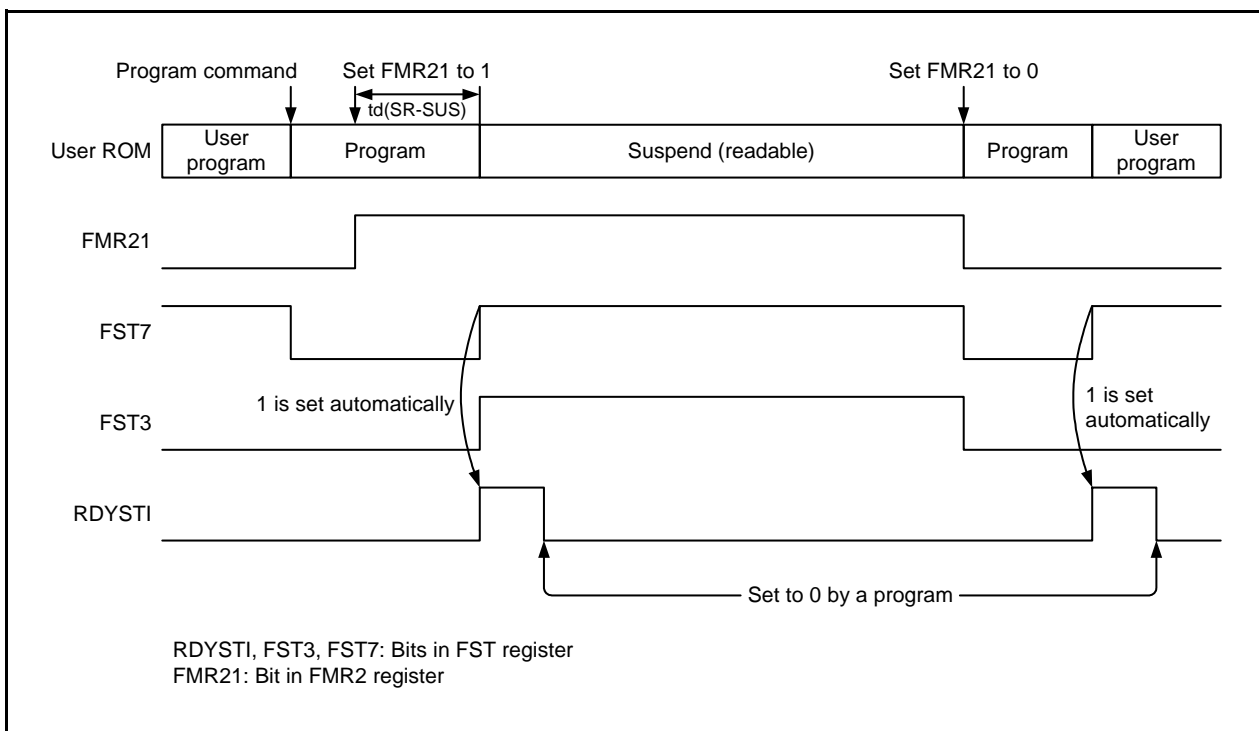 Program command
Set FMR21 to 1
Set FMR21 to 0
td(SR-SUS)
User ROM
User
program
Program
Suspend (readable)
Program
User
program
FMR21
FST7
1 is set automatically
1 is set
automatically
FST3
RDYSTI
Set to 0 by a program
RDYSTI, FST3, FST7: Bits in FST register
FMR21: Bit in FMR2 register